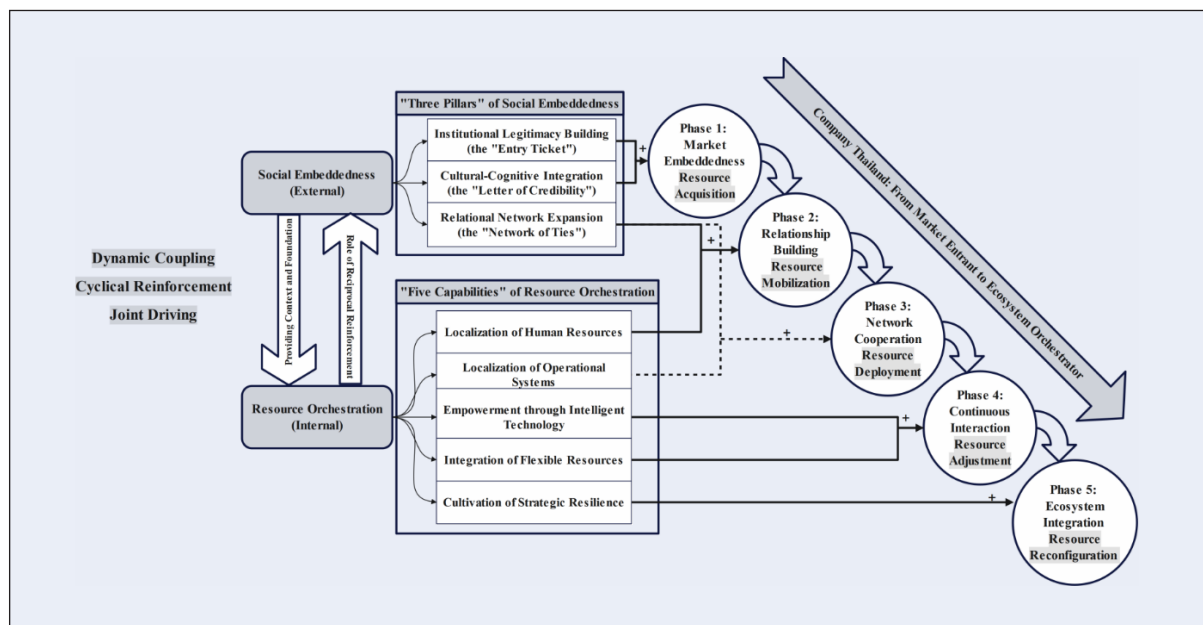 "Three Pillars" of Social Embeddedness
Institutional Legitimacy Building
(the "Entry Ticket")
Cultural-Cognitive Integration
(the "Letter of Credibility")
Relational Network Expansion
(the "Network of Ties")
Social Embeddedness
(External)
Providing Context and Foundation
Role of Reciprocal Reinforcement
Dynamic Coupling
Cyclical Reinforcement
Joint Driving
Resource Orchestration
(Internal)
"Five Capabilities" of Resource Orchestration
Localization of Human Resources
Localization of Operational
Systems
Empowerment through Intelligent
Technology
Integration of Flexible Resources
Cultivation of Strategic Resilience
+
+
+
+
+
Phase 1:
Market
Embeddedness
Resource
Acquisition
Phase 2:
Relationship
Building
Resource
Mobilization
Phase 3:
Network
Cooperation
Resource
Deployment
Phase 4:
Continuous
Interaction
Resource
Adjustment
Phase 5:
Ecosystem
Integration
Resource
Reconfiguration
Company Thailand: From Market Entrant to Ecosystem Orchestrator